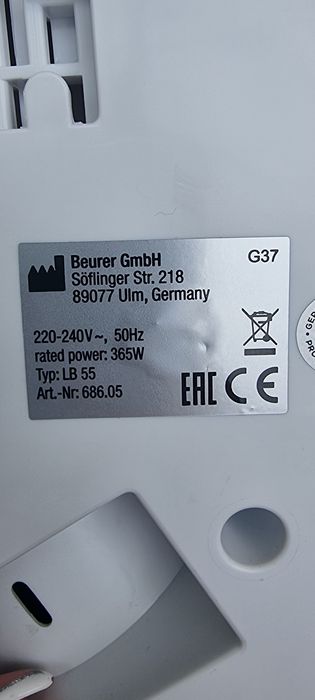 Beurer GmbH
G37
Söflinger Str. 218
89077 Ulm, Germany
220-240V~, 50Hz
rated power: 365W
Typ: LB 55
Art.-Nr: 686.05
EAC CE